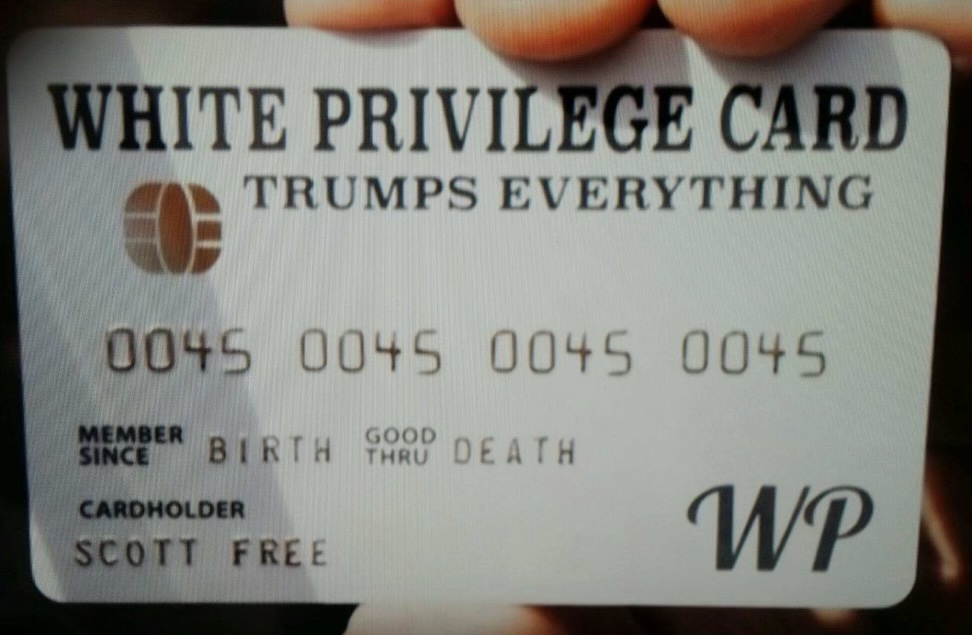 WHITE PRIVILEGE CARD
TRUMPS EVERYTHING
0045 0045 0045 0045
MEMBER SINCE BIRTH GOOD THRU DEATH
CARDHOLDER
SCOTT FREE
WP